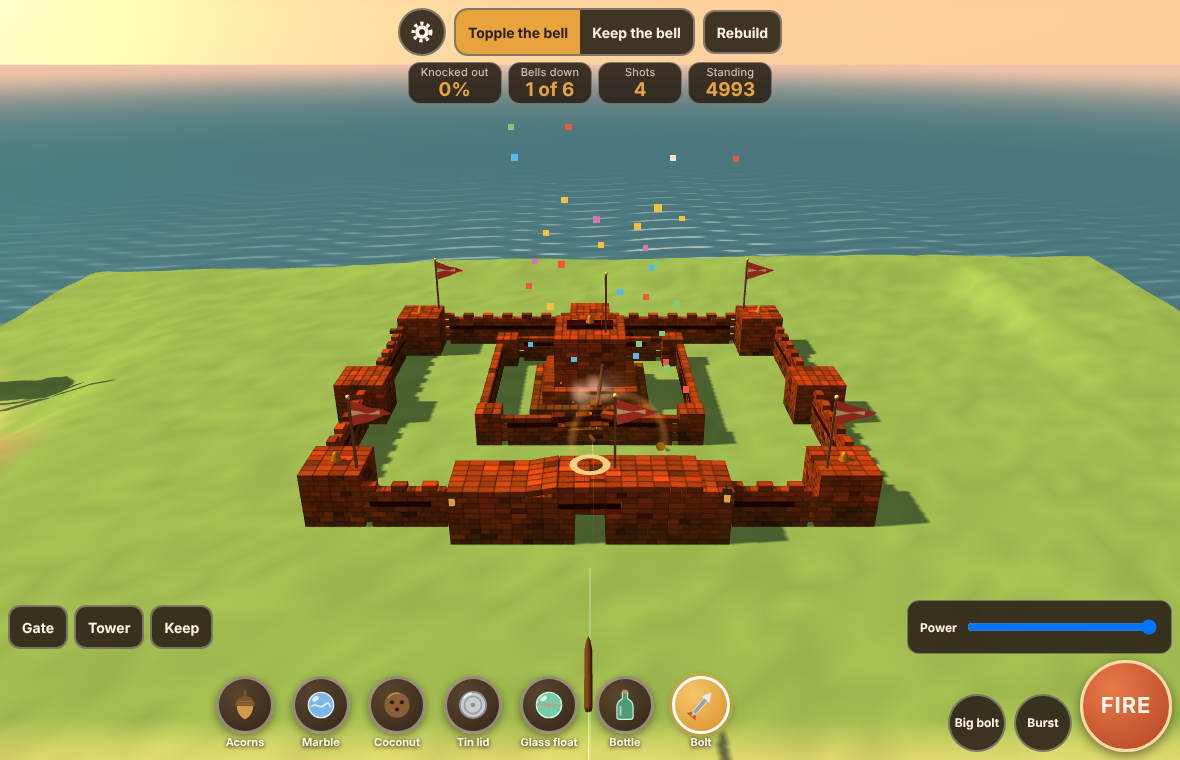 Topple the bell
Keep the bell
Rebuild
Knocked out
0%
Bells down
1 of 6
Shots
4
Standing
4993
Gate
Tower
Keep
Power
Acorns
Marble
Coconut
Tin lid
Glass float
Bottle
Bolt
Big bolt
Burst
FIRE